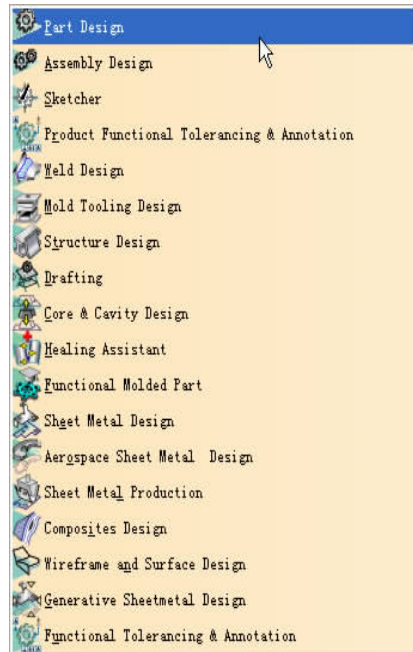 Part Design
Assembly Design
Sketcher
Product Functional Tolerancing & Annotation
Weld Design
Mold Tooling Design
Structure Design
Drafting
Core & Cavity Design
Healing Assistant
Functional Molded Part
Sheet Metal Design
Aerospace Sheet Metal  Design
Sheet Metal Production
Composites Design
Wireframe and Surface Design
Generative Sheetmetal Design
Functional Tolerancing & Annotation